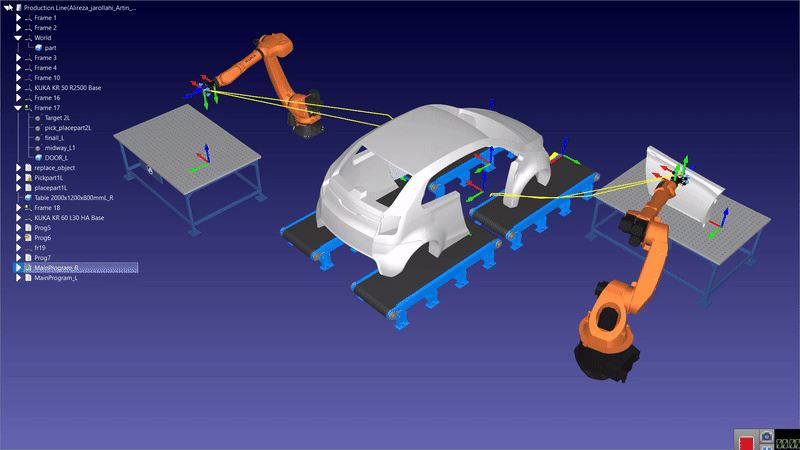 Production Line(Alireza_jarollahi_Artin_...
Frame 1
Frame 2
World
part
Frame 3
Frame 4
Frame 10
KUKA KR 50 R2500 Base
Frame 16
Frame 17
Target 2L
pick_placepart2L
finall_L
midway_L1
DOOR_L
replace_object
Pickpart1L
placepart1L
Table 2000x1200x800mmL_R
Frame 18
KUKA KR 60 L30 HA Base
Prog5
Prog6
fr19
Prog7
MainProgram_R
MainProgram_L